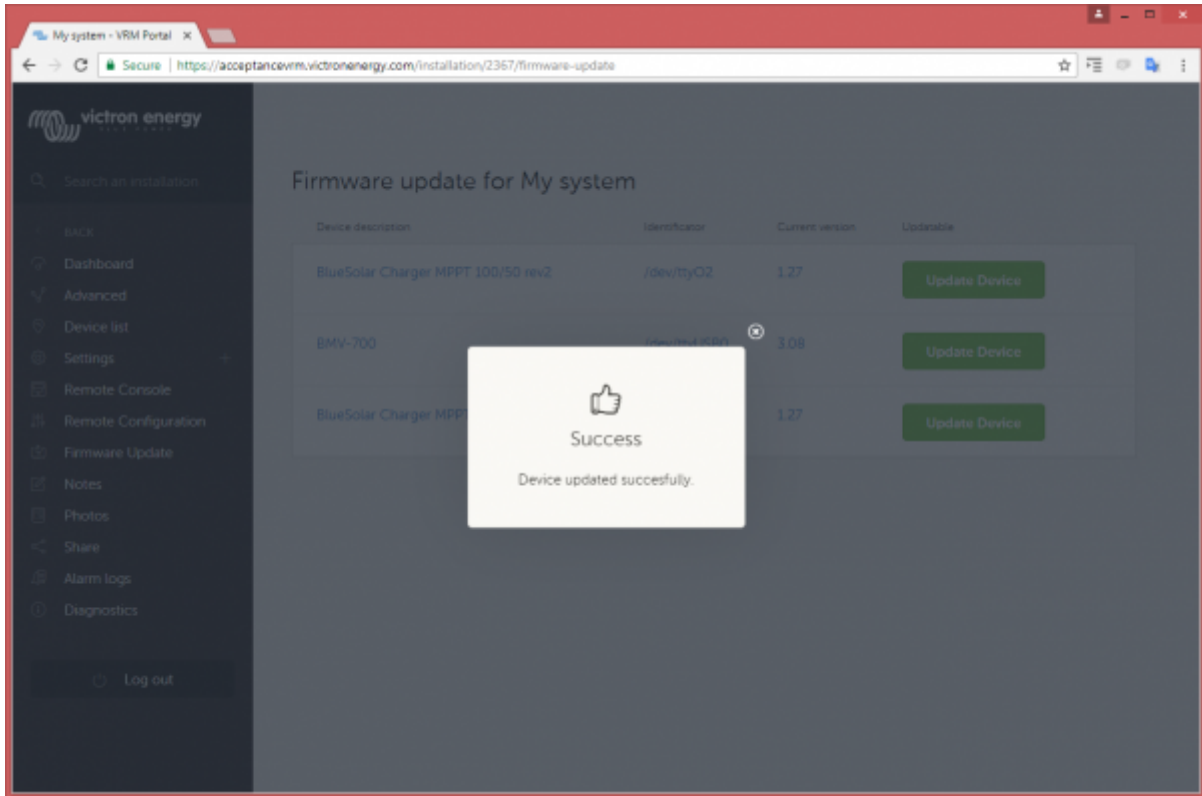 My system - VRM Portal
Secure | https://acceptancevrm.victronenergy.com/installation/2367/firmware-update
victron energy
BLUE POWER
Search an installation
BACK
Dashboard
Advanced
Device list
Settings
Remote Console
Remote Configuration
Firmware Update
Notes
Photos
Share
Alarm logs
Diagnostics
Log out
Firmware update for My system
Device description Identificator Current version Updatable
BlueSolar Charger MPPT 100/50 rev2 /dev/ttyO2 1.27 Update Device
BMV-700 /dev/ttyUSB0 3.08 Update Device
BlueSolar Charger MPPT 1.27 Update Device
Success
Device updated succesfully.